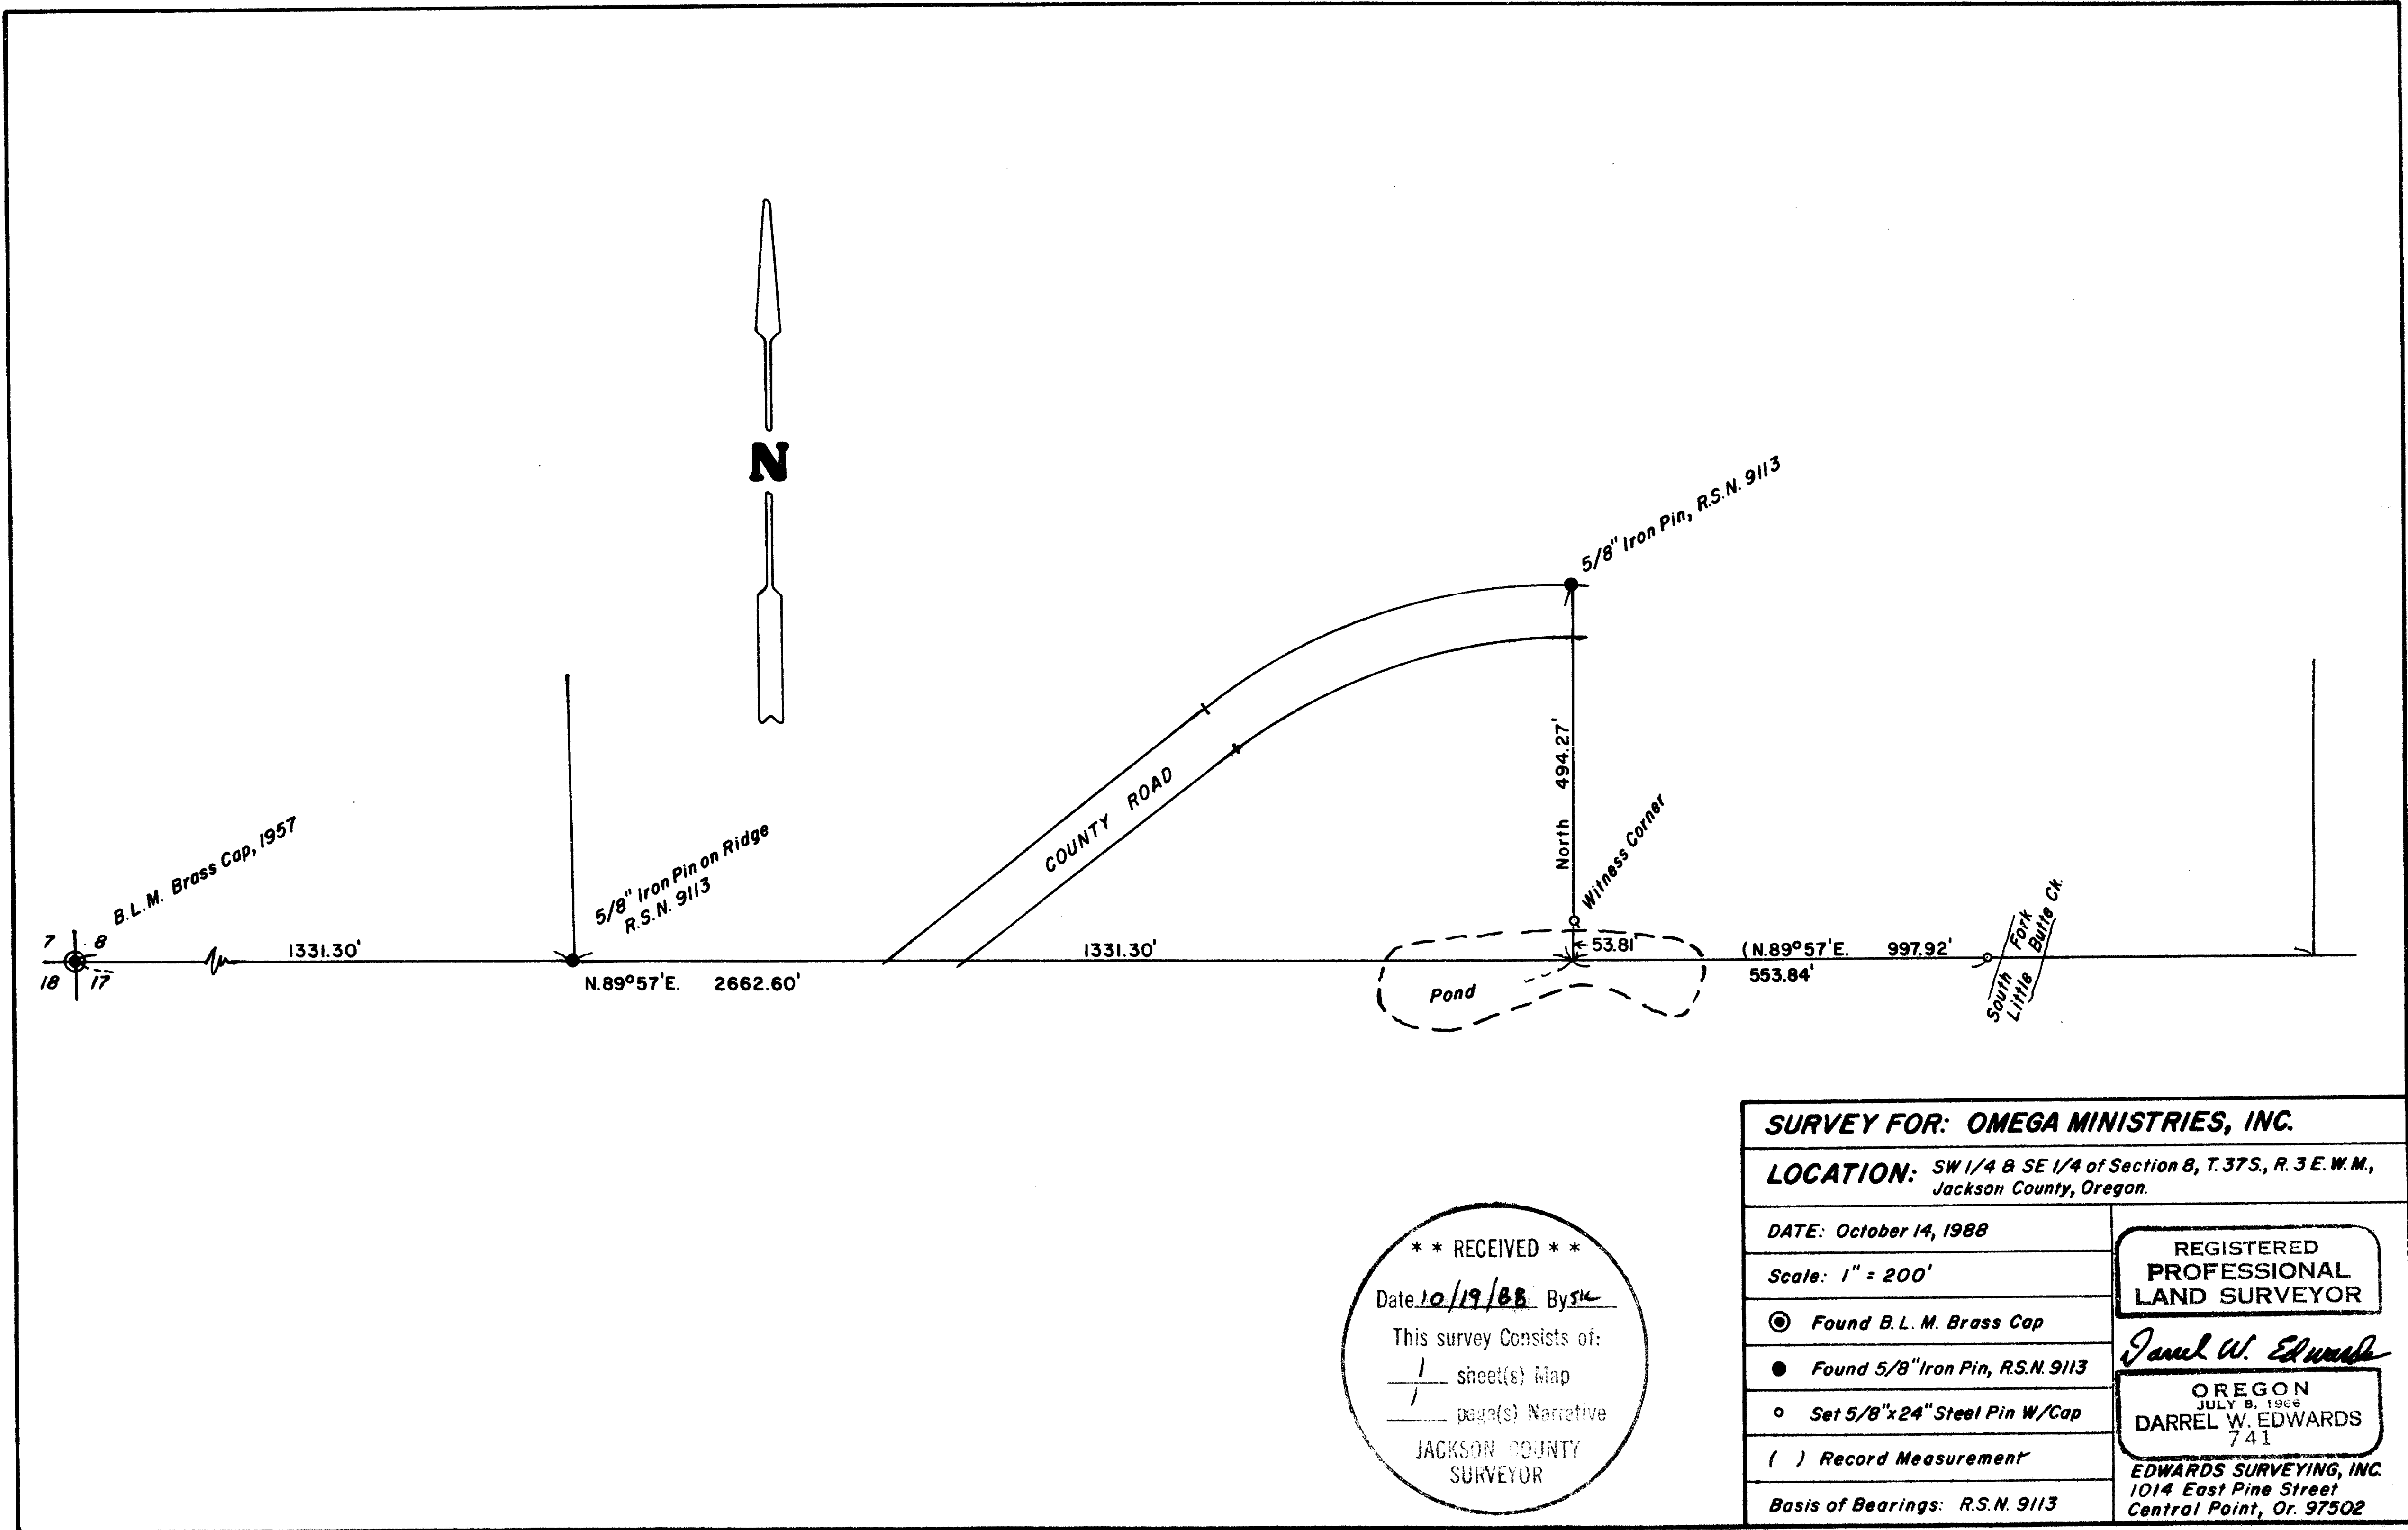 N
5/8" Iron Pin, R.S.N. 9113
B.L.M. Brass Cap, 1957
5/8" Iron Pin on Ridge
R.S.N. 9113
COUNTY ROAD
North 494.27'
Witness Corner
7 8
18 17
1331.30'
1331.30'
53.81'
(N.89°57'E. 997.92'
N.89°57'E. 2662.60'
553.84'
Pond
South Fork
Little Butte Ck.
SURVEY FOR: OMEGA MINISTRIES, INC.
LOCATION: SW 1/4 & SE 1/4 of Section 8, T. 37S., R. 3 E. W. M.,
Jackson County, Oregon.
DATE: October 14, 1988
Scale: 1" = 200'
Found B. L. M. Brass Cap
Found 5/8" Iron Pin, R.S.N. 9113
Set 5/8"x24" Steel Pin W/Cap
( ) Record Measurement
Basis of Bearings: R.S.N. 9113
REGISTERED
PROFESSIONAL
LAND SURVEYOR
Darrel W. Edwards
OREGON
JULY 8, 1966
DARREL W. EDWARDS
741
EDWARDS SURVEYING, INC.
1014 East Pine Street
Central Point, Or. 97502
* * RECEIVED * *
Date 10/19/88 By SK
This survey Consists of:
1 sheet(s) Map
1 page(s) Narrative
JACKSON COUNTY
SURVEYOR